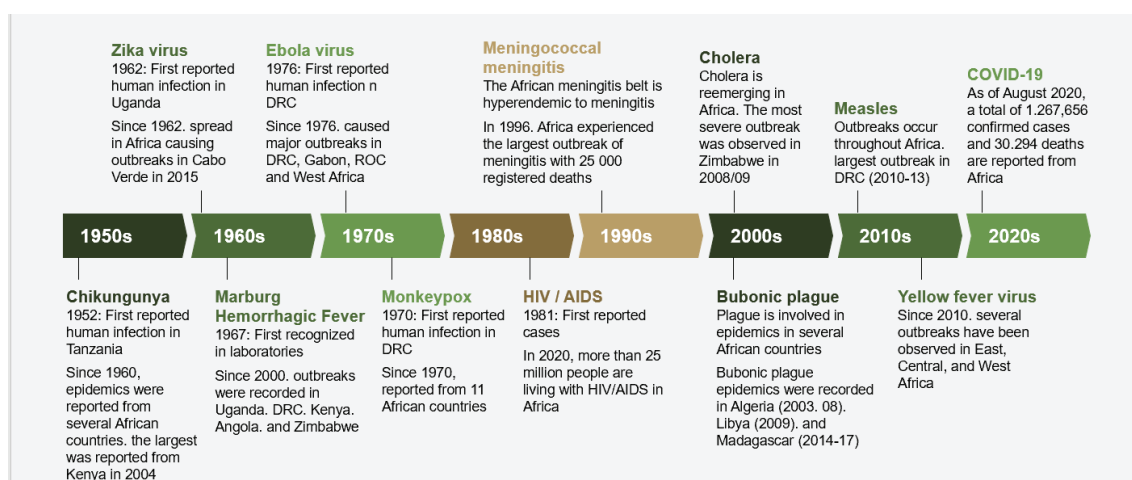 Zika virus
1962: First reported
human infection in
Uganda
Since 1962. spread
in Africa causing
outbreaks in Cabo
Verde in 2015
Ebola virus
1976: First reported
human infection n
DRC
Since 1976. caused
major outbreaks in
DRC, Gabon, ROC
and West Africa
Meningococcal
meningitis
The African meningitis belt is
hyperendemic to meningitis
In 1996. Africa experienced
the largest outbreak of
meningitis with 25 000
registered deaths
Cholera
Cholera is
reemerging in
Africa. The most
severe outbreak
was observed in
Zimbabwe in
2008/09
Measles
Outbreaks occur
throughout Africa.
largest outbreak in
DRC (2010-13)
COVID-19
As of August 2020,
a total of 1.267,656
confirmed cases
and 30.294 deaths
are reported from
Africa
1950s
1960s
1970s
1980s
1990s
2000s
2010s
2020s
Chikungunya
1952: First reported
human infection in
Tanzania
Since 1960,
epidemics were
reported from
several African
countries. the largest
was reported from
Kenya in 2004
Marburg
Hemorrhagic Fever
1967: First recognized
in laboratories
Since 2000. outbreaks
were recorded in
Uganda. DRC. Kenya.
Angola. and Zimbabwe
Monkeypox
1970: First reported
human infection in
DRC
Since 1970,
reported from 11
African countries
HIV / AIDS
1981: First reported
cases
In 2020, more than 25
million people are
living with HIV/AIDS in
Africa
Bubonic plague
Plague is involved in
epidemics in several
African countries
Bubonic plague
epidemics were recorded
in Algeria (2003. 08).
Libya (2009). and
Madagascar (2014-17)
Yellow fever virus
Since 2010. several
outbreaks have been
observed in East,
Central, and West
Africa